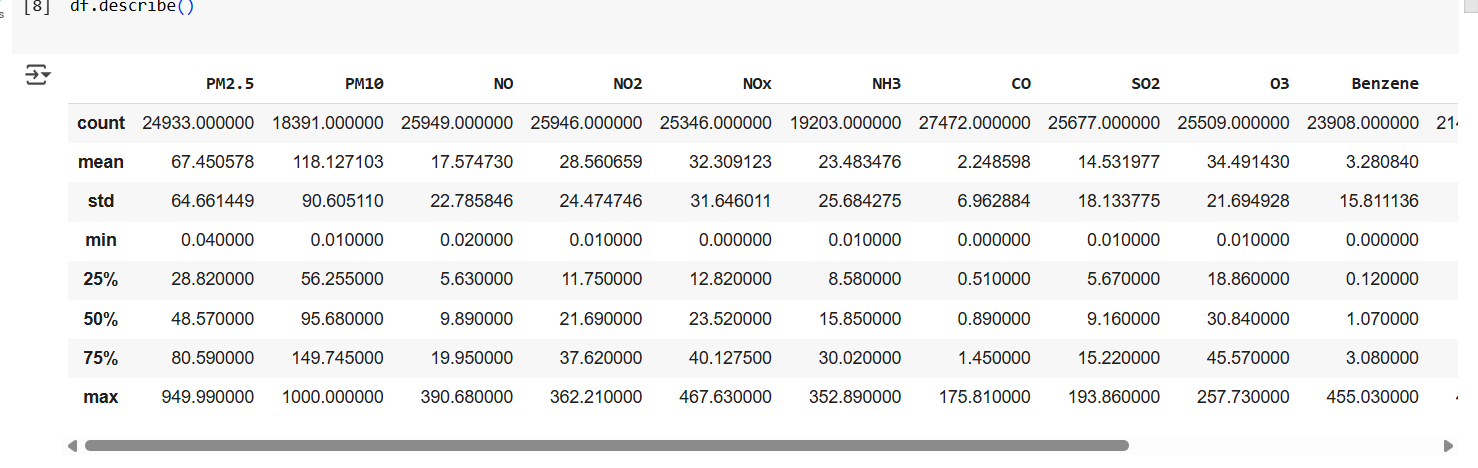 [8] df.describe()
PM2.5 PM10 NO NO2 NOx NH3 CO SO2 O3 Benzene
count 24933.000000 18391.000000 25949.000000 25946.000000 25346.000000 19203.000000 27472.000000 25677.000000 25509.000000 23908.000000 21
mean 67.450578 118.127103 17.574730 28.560659 32.309123 23.483476 2.248598 14.531977 34.491430 3.280840
std 64.661449 90.605110 22.785846 24.474746 31.646011 25.684275 6.962884 18.133775 21.694928 15.811136
min 0.040000 0.010000 0.020000 0.010000 0.000000 0.010000 0.000000 0.010000 0.010000 0.000000
25% 28.820000 56.255000 5.630000 11.750000 12.820000 8.580000 0.510000 5.670000 18.860000 0.120000
50% 48.570000 95.680000 9.890000 21.690000 23.520000 15.850000 0.890000 9.160000 30.840000 1.070000
75% 80.590000 149.745000 19.950000 37.620000 40.127500 30.020000 1.450000 15.220000 45.570000 3.080000
max 949.990000 1000.000000 390.680000 362.210000 467.630000 352.890000 175.810000 193.860000 257.730000 455.030000